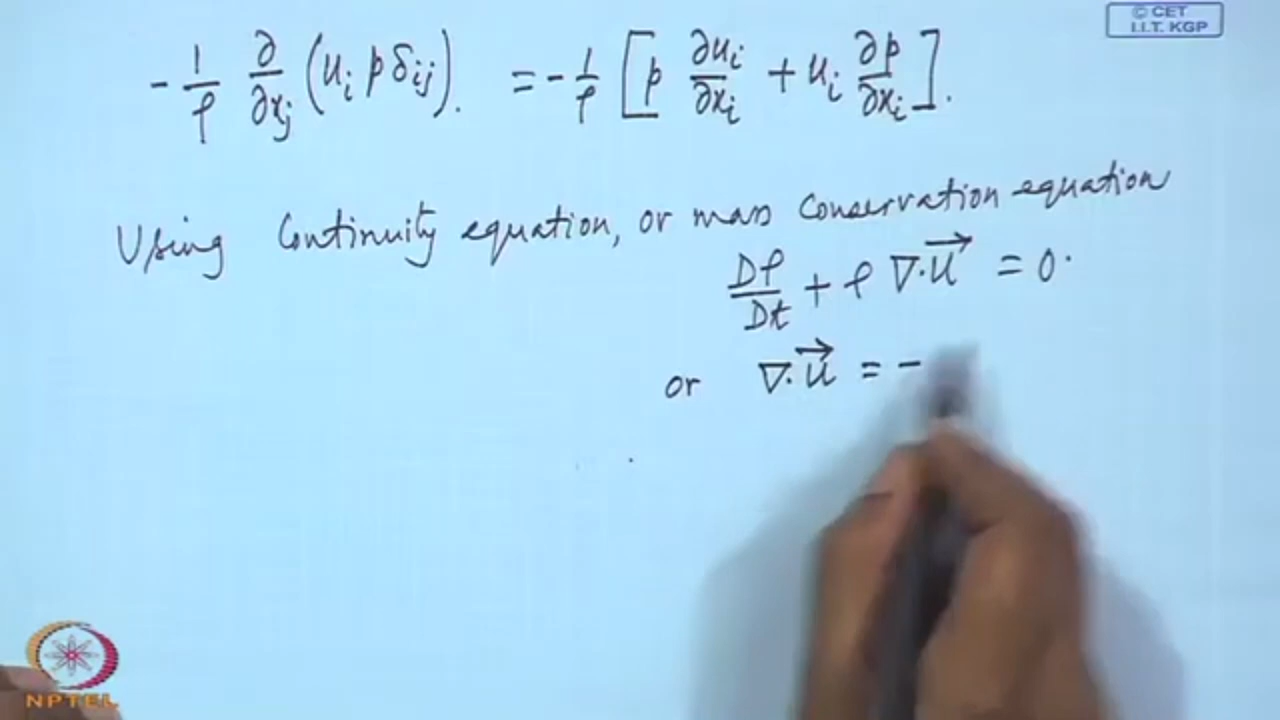 © CET
I.I.T. KGP
- 1/ρ ∂/∂x_j (u_i p δ_ij). = - 1/ρ [p ∂u_i/∂x_i + u_i ∂p/∂x_i].
Using Continuity equation, or mass conservation equation
Dρ/Dt + ρ ∇·u⃗ = 0.
or ∇·u⃗ = -
NPTEL